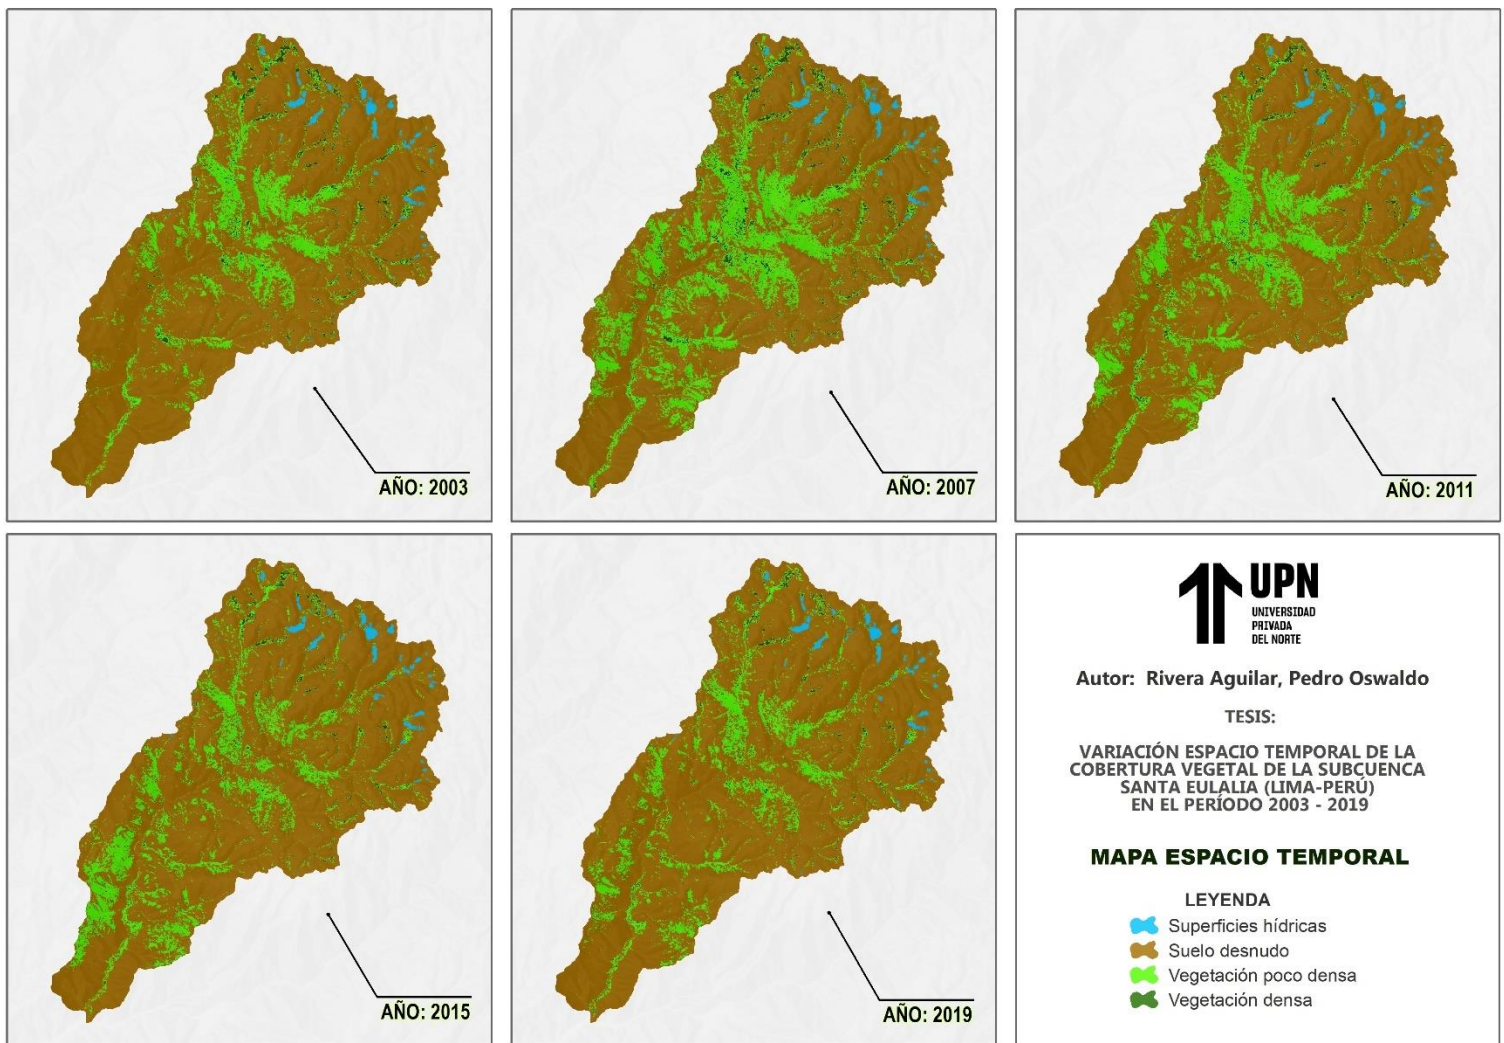 AÑO: 2003
AÑO: 2007
AÑO: 2011
AÑO: 2015
AÑO: 2019
UPN
UNIVERSIDAD
PRIVADA
DEL NORTE
Autor: Rivera Aguilar, Pedro Oswaldo
TESIS:
VARIACIÓN ESPACIO TEMPORAL DE LA
COBERTURA VEGETAL DE LA SUBCUENCA
SANTA EULALIA (LIMA-PERÚ)
EN EL PERÍODO 2003 - 2019
MAPA ESPACIO TEMPORAL
LEYENDA
Superficies hídricas
Suelo desnudo
Vegetación poco densa
Vegetación densa